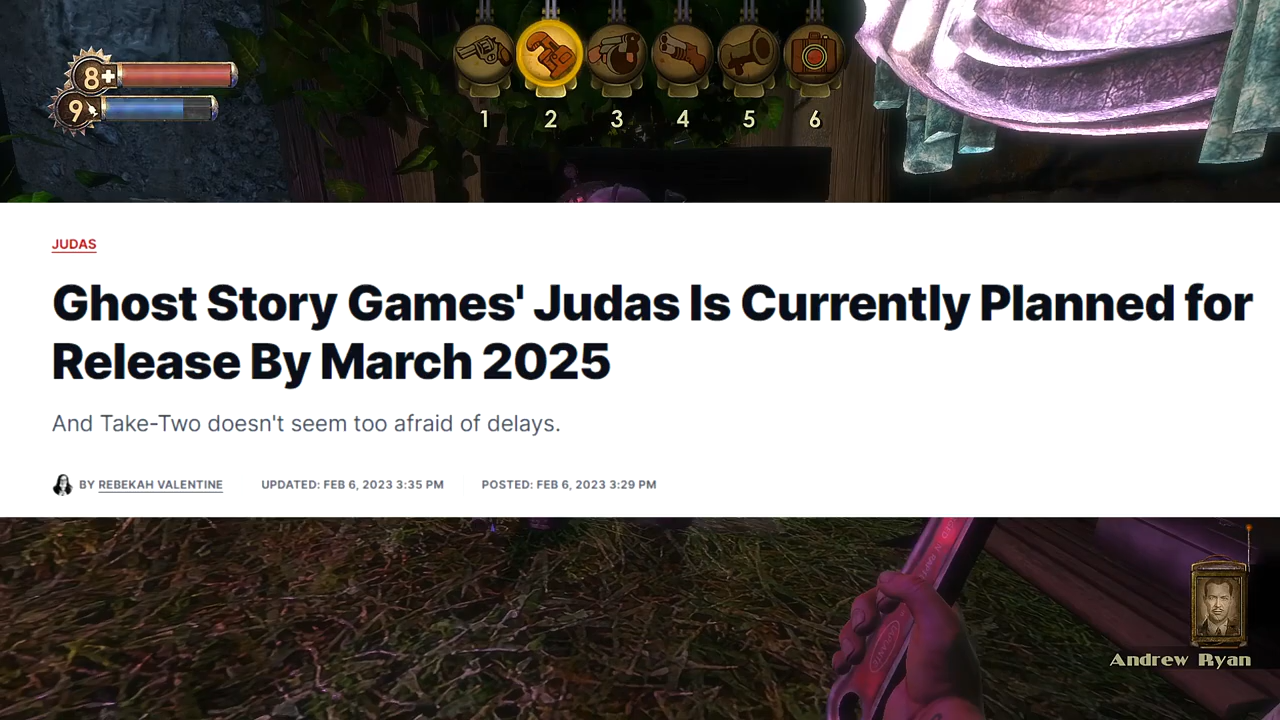 8
9
1 2 3 4 5 6
JUDAS
Ghost Story Games' Judas Is Currently Planned for
Release By March 2025
And Take-Two doesn't seem too afraid of delays.
BY REBEKAH VALENTINE UPDATED: FEB 6, 2023 3:35 PM POSTED: FEB 6, 2023 3:29 PM
Andrew Ryan